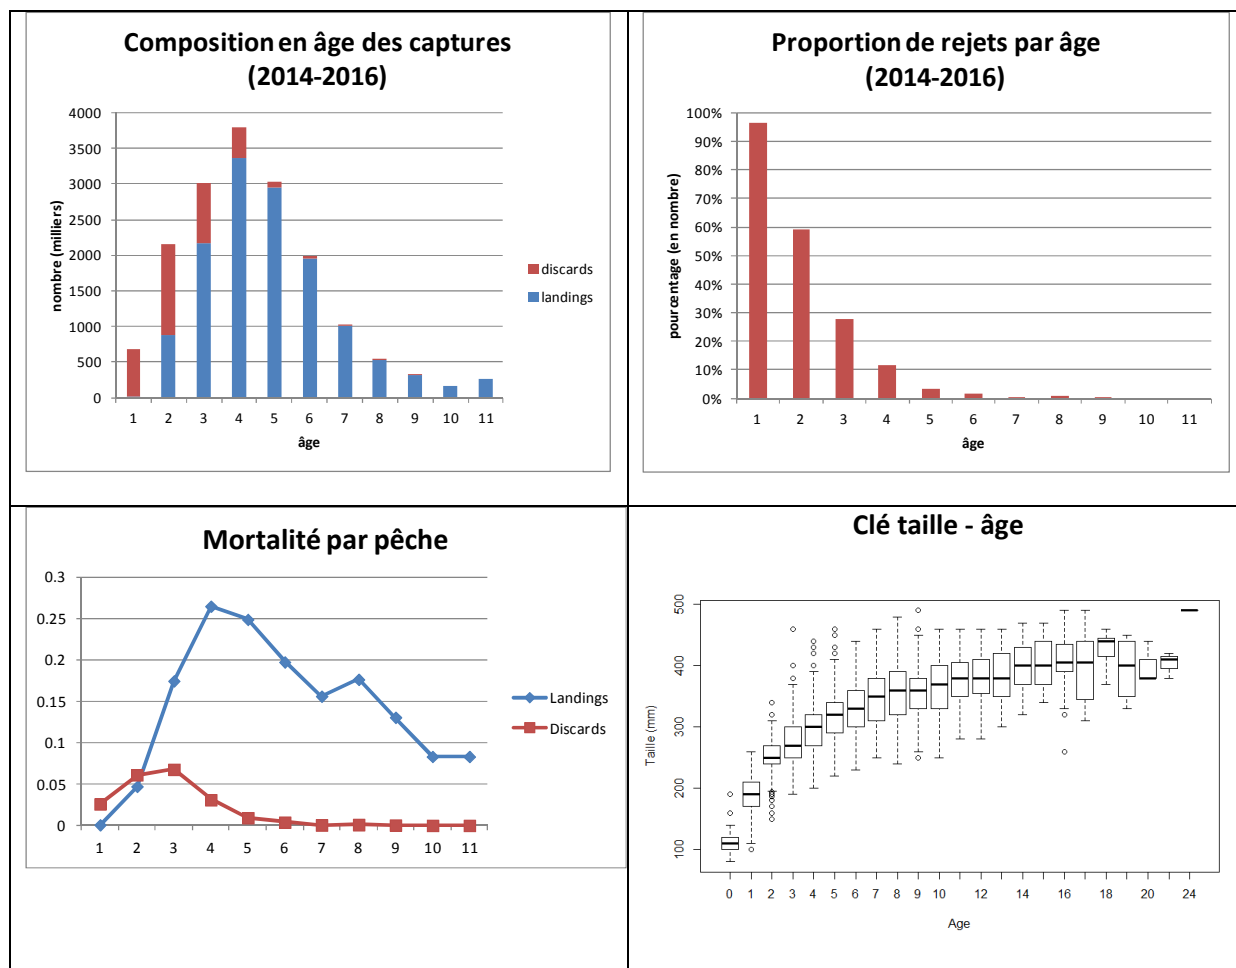 Composition en âge des captures
(2014-2016)
4000
3500
3000
2500
2000
1500
1000
500
0
nombre (milliers)
1 2 3 4 5 6 7 8 9 10 11
âge
discards
landings
Proportion de rejets par âge
(2014-2016)
100%
90%
80%
70%
60%
50%
40%
30%
20%
10%
0%
pourcentage (en nombre)
1 2 3 4 5 6 7 8 9 10 11
âge
Mortalité par pêche
0.3
0.25
0.2
0.15
0.1
0.05
0
1 2 3 4 5 6 7 8 9 10 11
Landings
Discards
Clé taille - âge
500
400
300
200
100
Taille (mm)
0 1 2 3 4 5 6 7 8 9 10 12 14 16 18 20 24
Age